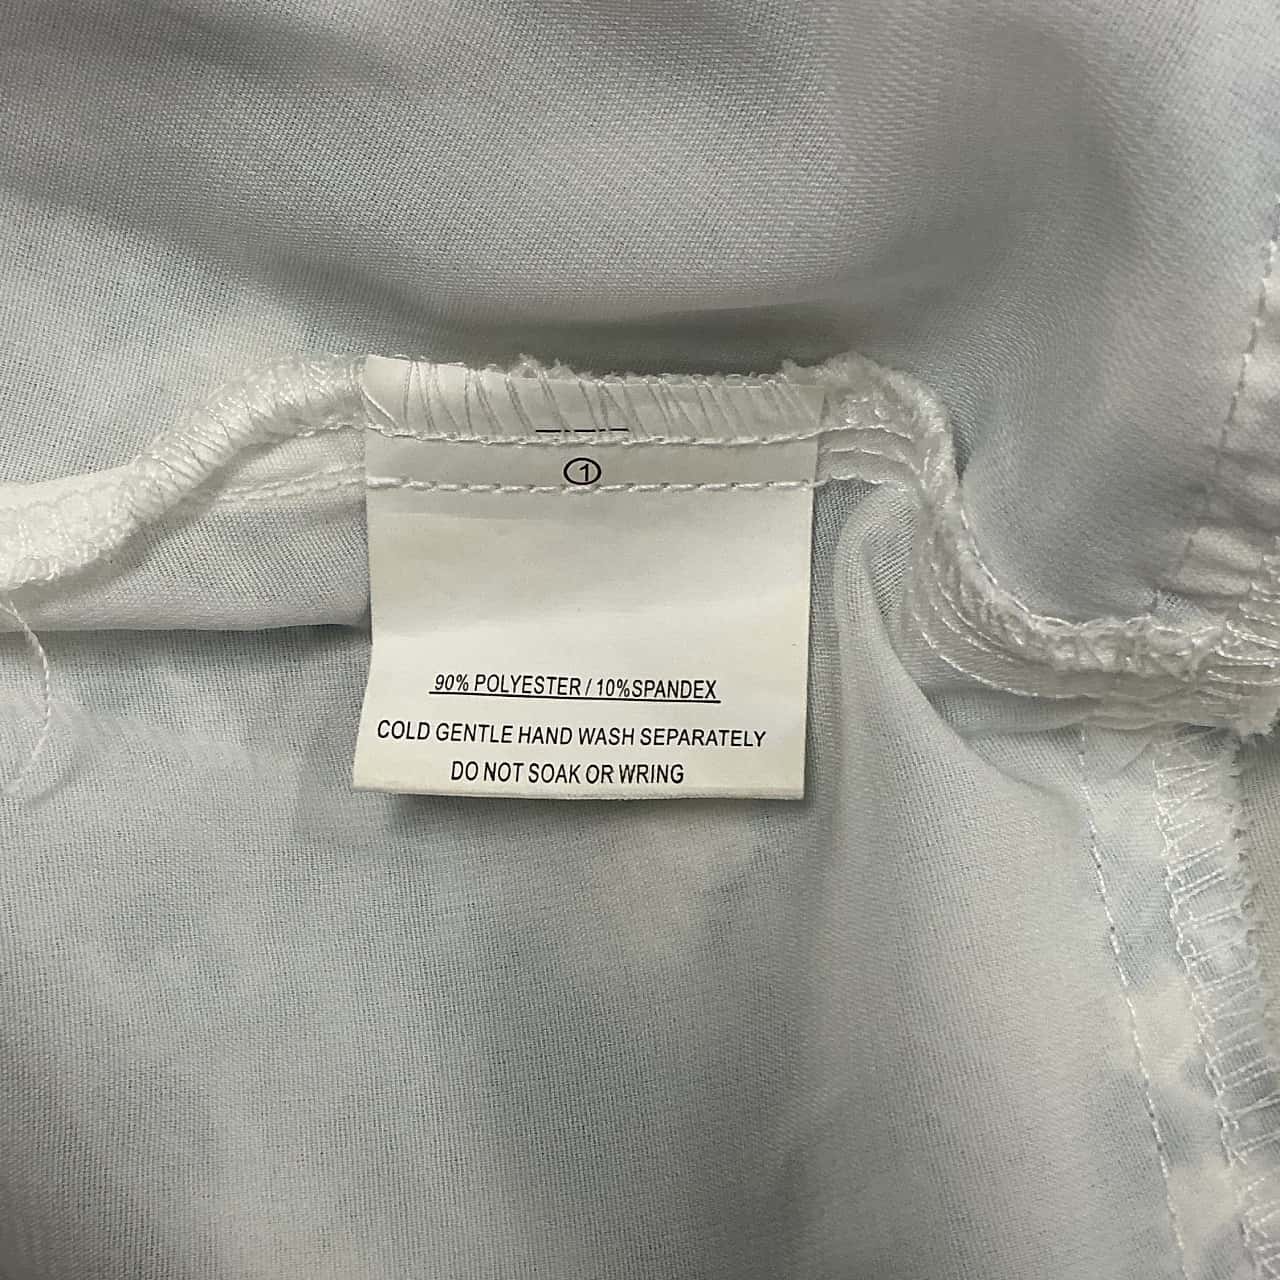 1
90% POLYESTER / 10%SPANDEX
COLD GENTLE HAND WASH SEPARATELY
DO NOT SOAK OR WRING